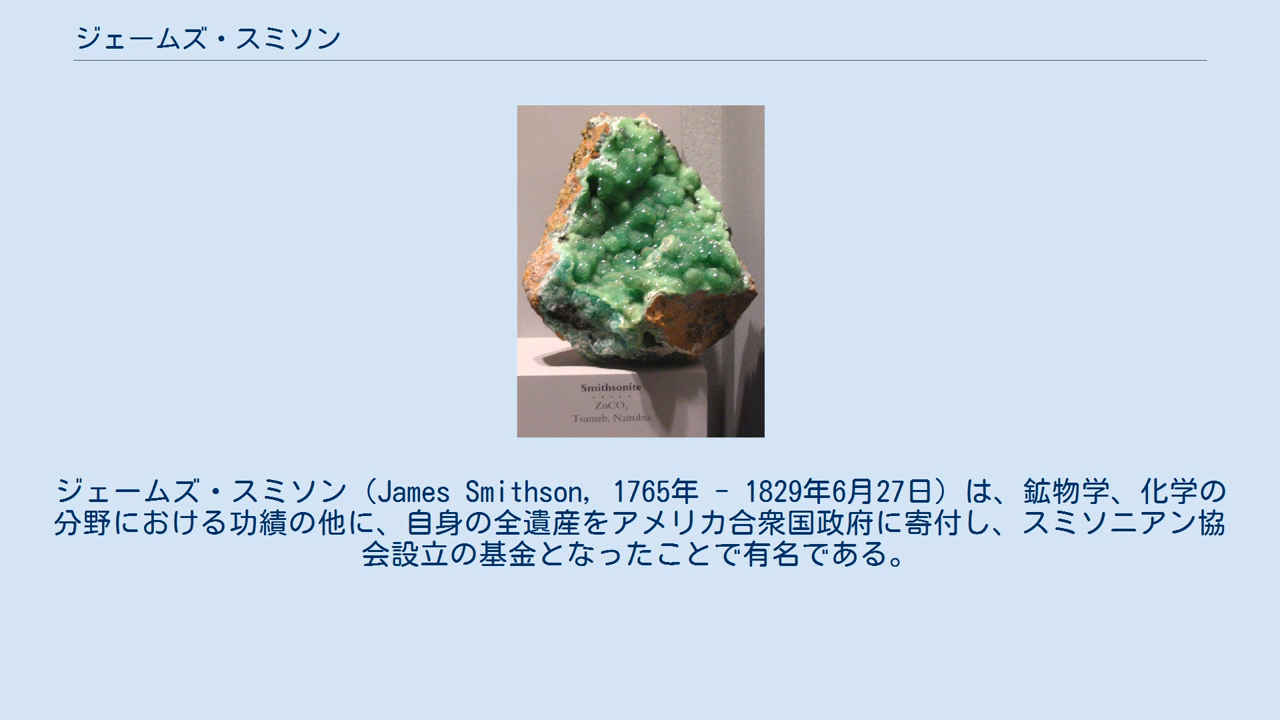 ジェームズ・スミソン
Smithsonite
ZnCO₃
Tsumeb, Namibia
ジェームズ・スミソン（James Smithson, 1765年 - 1829年6月27日）は、鉱物学、化学の
分野における功績の他に、自身の全遺産をアメリカ合衆国政府に寄付し、スミソニアン協
会設立の基金となったことで有名である。